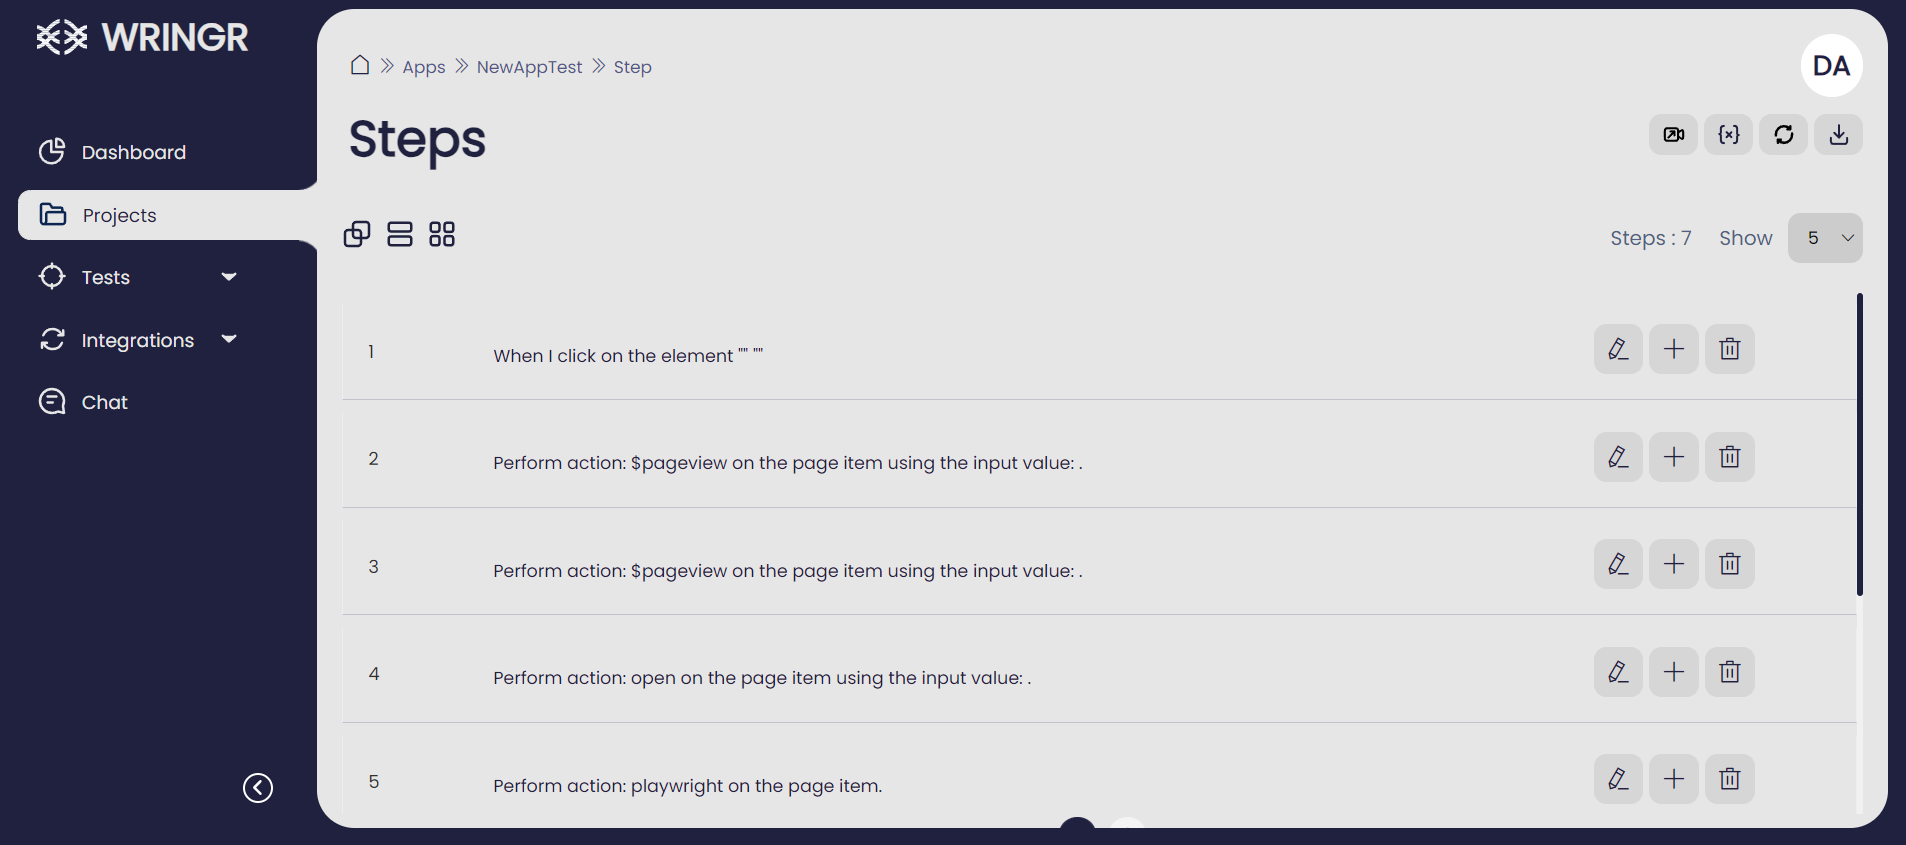 WRINGR
Dashboard
Projects
Tests
Integrations
Chat
Apps
NewAppTest
Step
DA
Steps
{x}
Steps : 7
Show
5
1
When I click on the element "" ""
2
Perform action: $pageview on the page item using the input value: .
3
Perform action: $pageview on the page item using the input value: .
4
Perform action: open on the page item using the input value: .
5
Perform action: playwright on the page item.